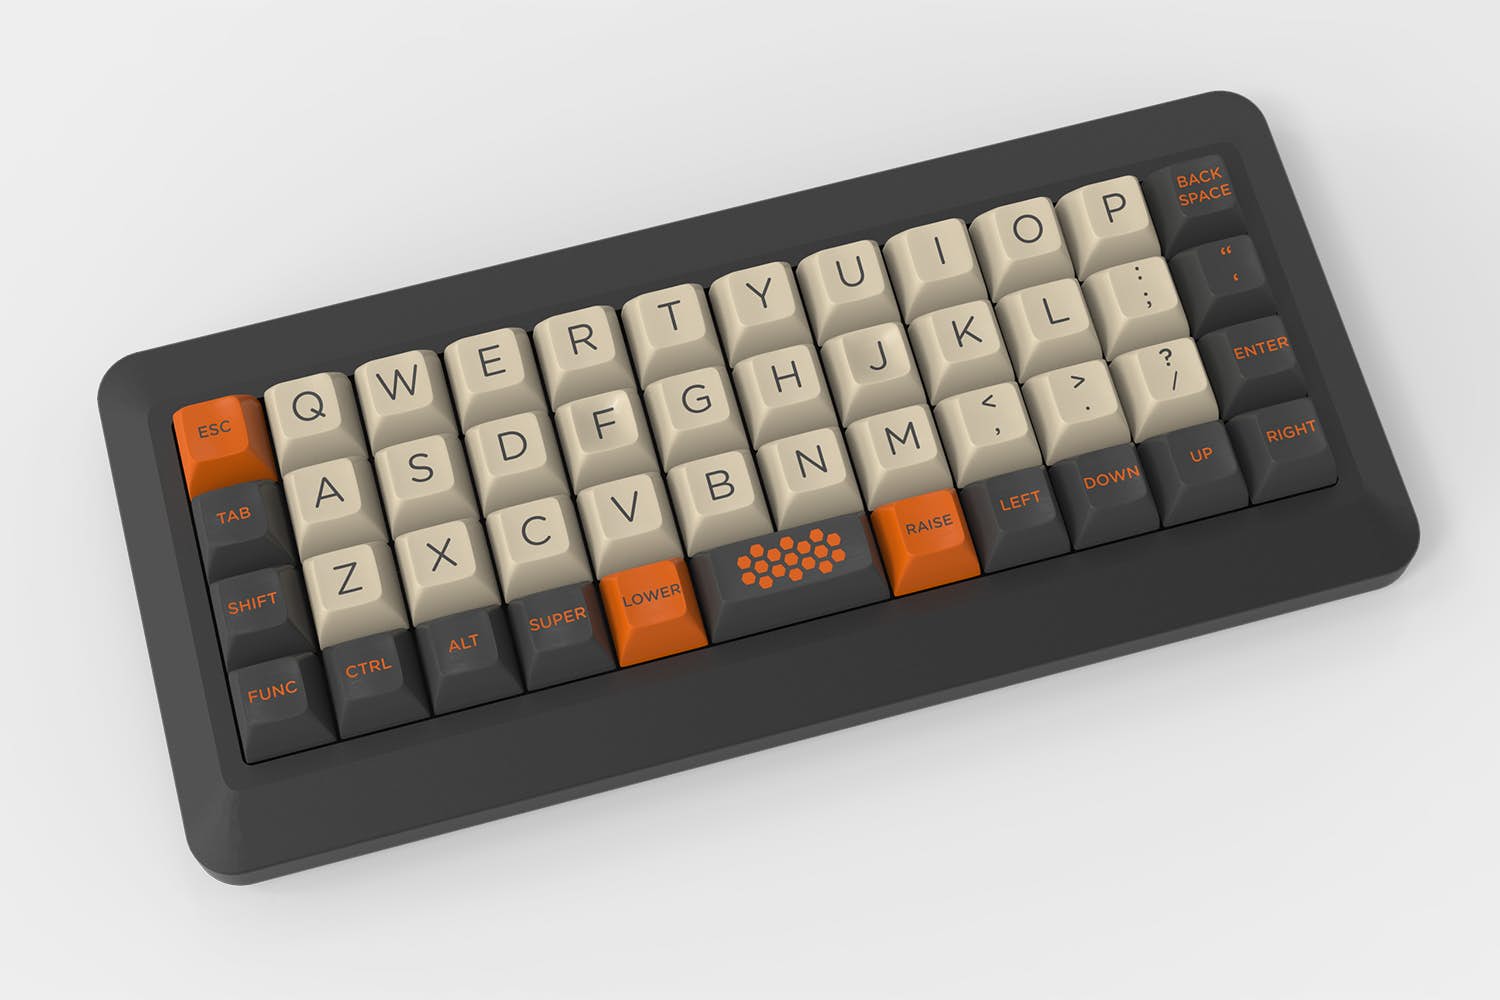 ESC Q W E R T Y U I O P BACK
SPACE
TAB A S D F G H J K L : ; “ ‘
SHIFT Z X C V B N M < , > . ? / ENTER
FUNC CTRL ALT SUPER LOWER RAISE LEFT DOWN UP RIGHT